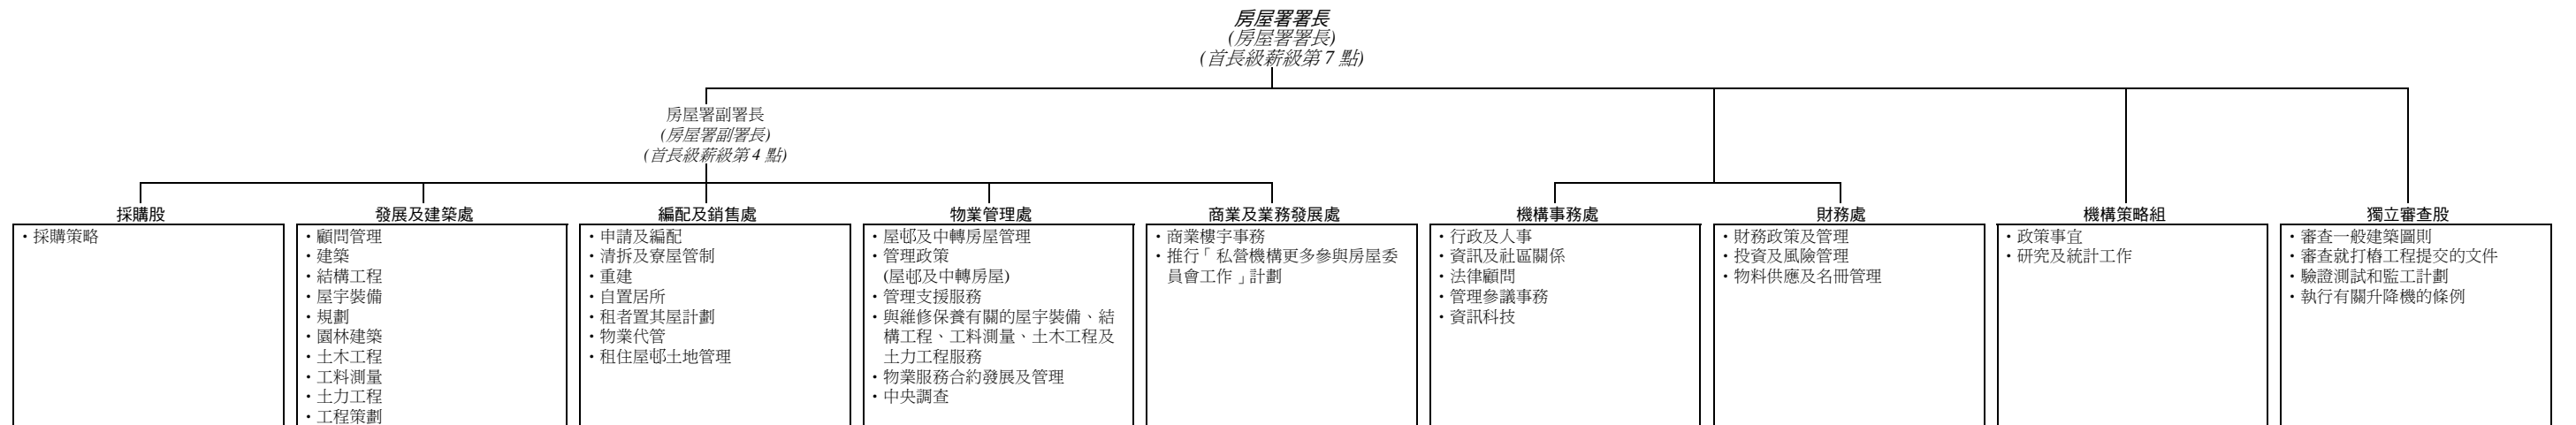 房屋署署長
(房屋署署長)
(首長級薪級第 7 點)
房屋署副署長
(房屋署副署長)
(首長級薪級第 4 點)
採購股
・採購策略
發展及建築處
・顧問管理
・建築
・結構工程
・屋宇裝備
・規劃
・園林建築
・土木工程
・工料測量
・土力工程
・工程策劃
編配及銷售處
・申請及編配
・清拆及寮屋管制
・重建
・自置居所
・租者置其屋計劃
・物業代管
・租住屋邨土地管理
物業管理處
・屋邨及中轉房屋管理
・管理政策
(屋邨及中轉房屋)
・管理支援服務
・與維修保養有關的屋宇裝備、結
構工程、工料測量、土木工程及
土力工程服務
・物業服務合約發展及管理
・中央調查
商業及業務發展處
・商業樓宇事務
・推行「私營機構更多參與房屋委
員會工作」計劃
機構事務處
・行政及人事
・資訊及社區關係
・法律顧問
・管理參議事務
・資訊科技
財務處
・財務政策及管理
・投資及風險管理
・物料供應及名冊管理
機構策略組
・政策事宜
・研究及統計工作
獨立審查股
・審查一般建築圖則
・審查就打樁工程提交的文件
・驗證測試和監工計劃
・執行有關升降機的條例